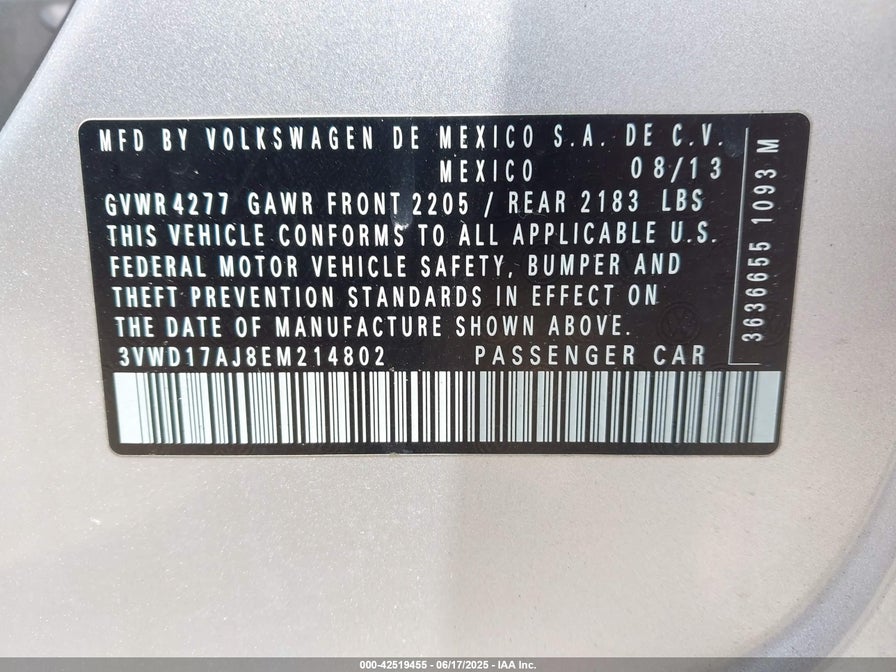 MFD BY VOLKSWAGEN DE MEXICO S.A. DE C.V.
MEXICO 08/13
GVWR 4277 GAWR FRONT 2205 / REAR 2183 LBS
THIS VEHICLE CONFORMS TO ALL APPLICABLE U.S.
FEDERAL MOTOR VEHICLE SAFETY, BUMPER AND
THEFT PREVENTION STANDARDS IN EFFECT ON
THE DATE OF MANUFACTURE SHOWN ABOVE.
3VWD17AJ8EM214802 PASSENGER CAR
3636655 1093 M
000-42519455 - 06/17/2025 - IAA Inc.